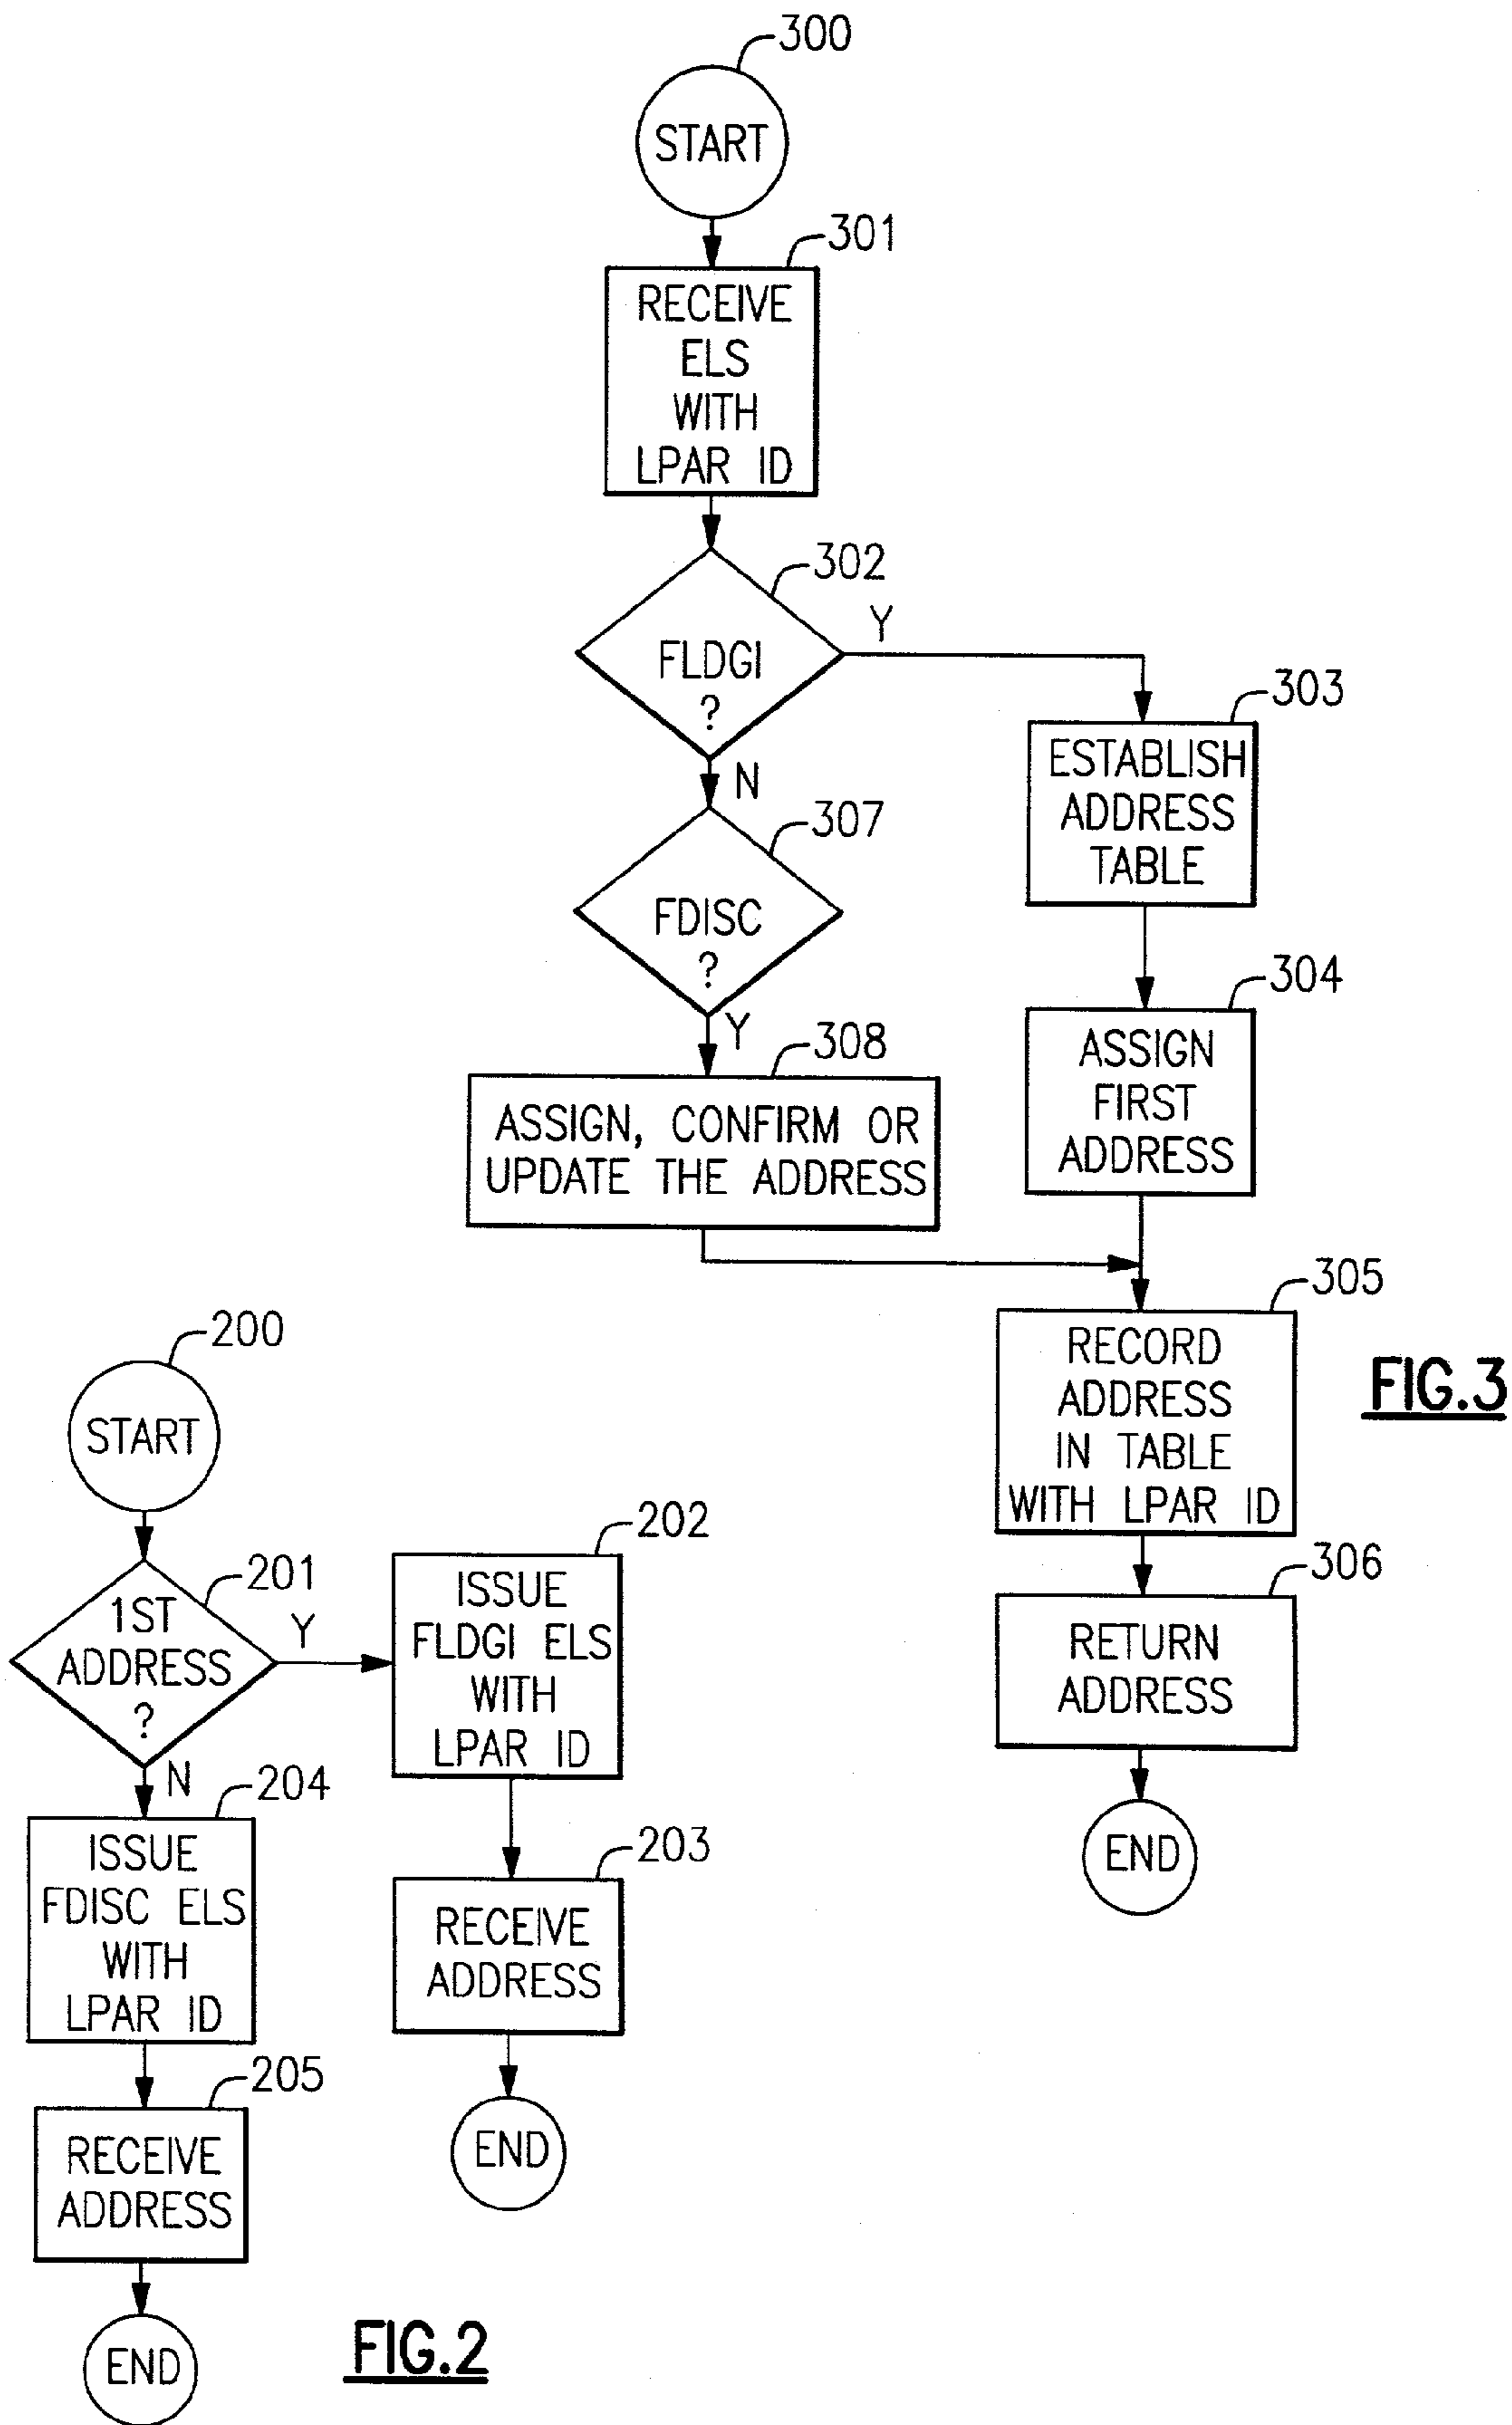 300
START
301
RECEIVE
ELS
WITH
LPAR ID
302
FLDGI
?
Y
N
303
ESTABLISH
ADDRESS
TABLE
307
FDISC
?
Y
304
ASSIGN
FIRST
ADDRESS
308
ASSIGN, CONFIRM OR
UPDATE THE ADDRESS
305
RECORD
ADDRESS
IN TABLE
WITH LPAR ID
306
RETURN
ADDRESS
END
FIG.3
200
START
201
1ST
ADDRESS
?
Y
N
202
ISSUE
FLDGI ELS
WITH
LPAR ID
203
RECEIVE
ADDRESS
END
204
ISSUE
FDISC ELS
WITH
LPAR ID
205
RECEIVE
ADDRESS
END
FIG.2